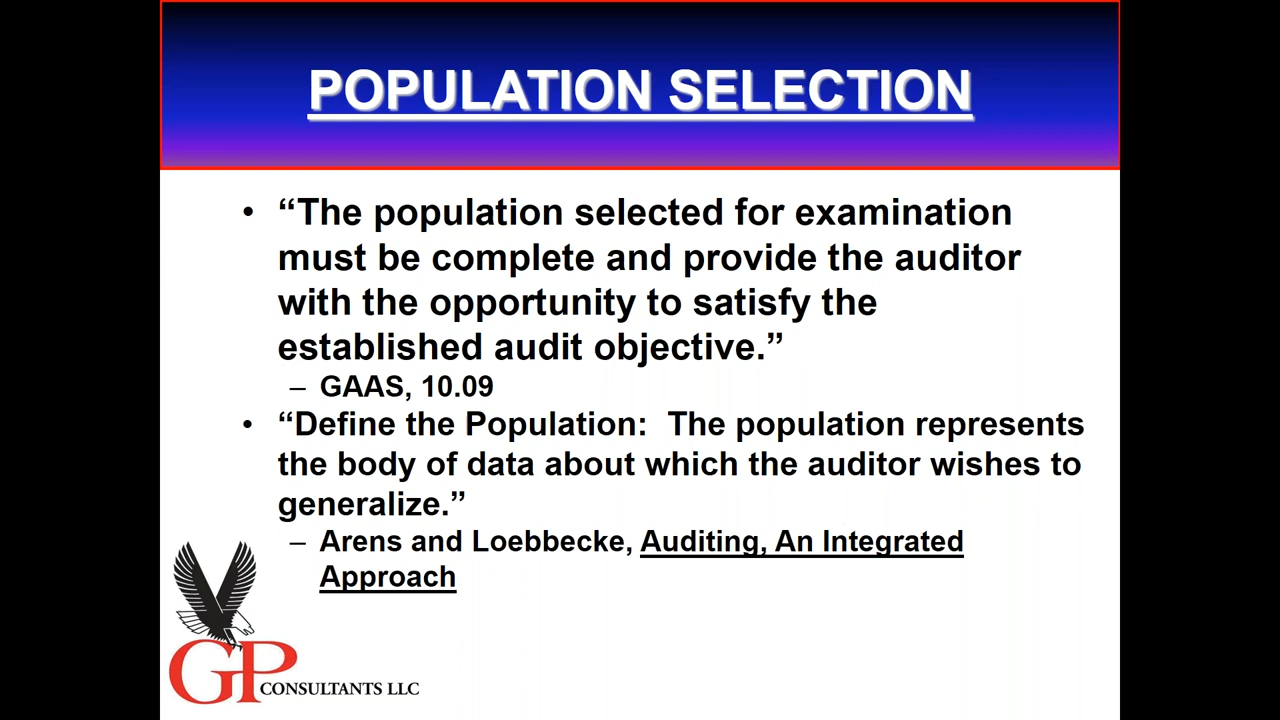 POPULATION SELECTION
• “The population selected for examination
must be complete and provide the auditor
with the opportunity to satisfy the
established audit objective.”
– GAAS, 10.09
• “Define the Population:  The population represents
the body of data about which the auditor wishes to
generalize.”
– Arens and Loebbecke, Auditing, An Integrated
Approach
GP CONSULTANTS LLC